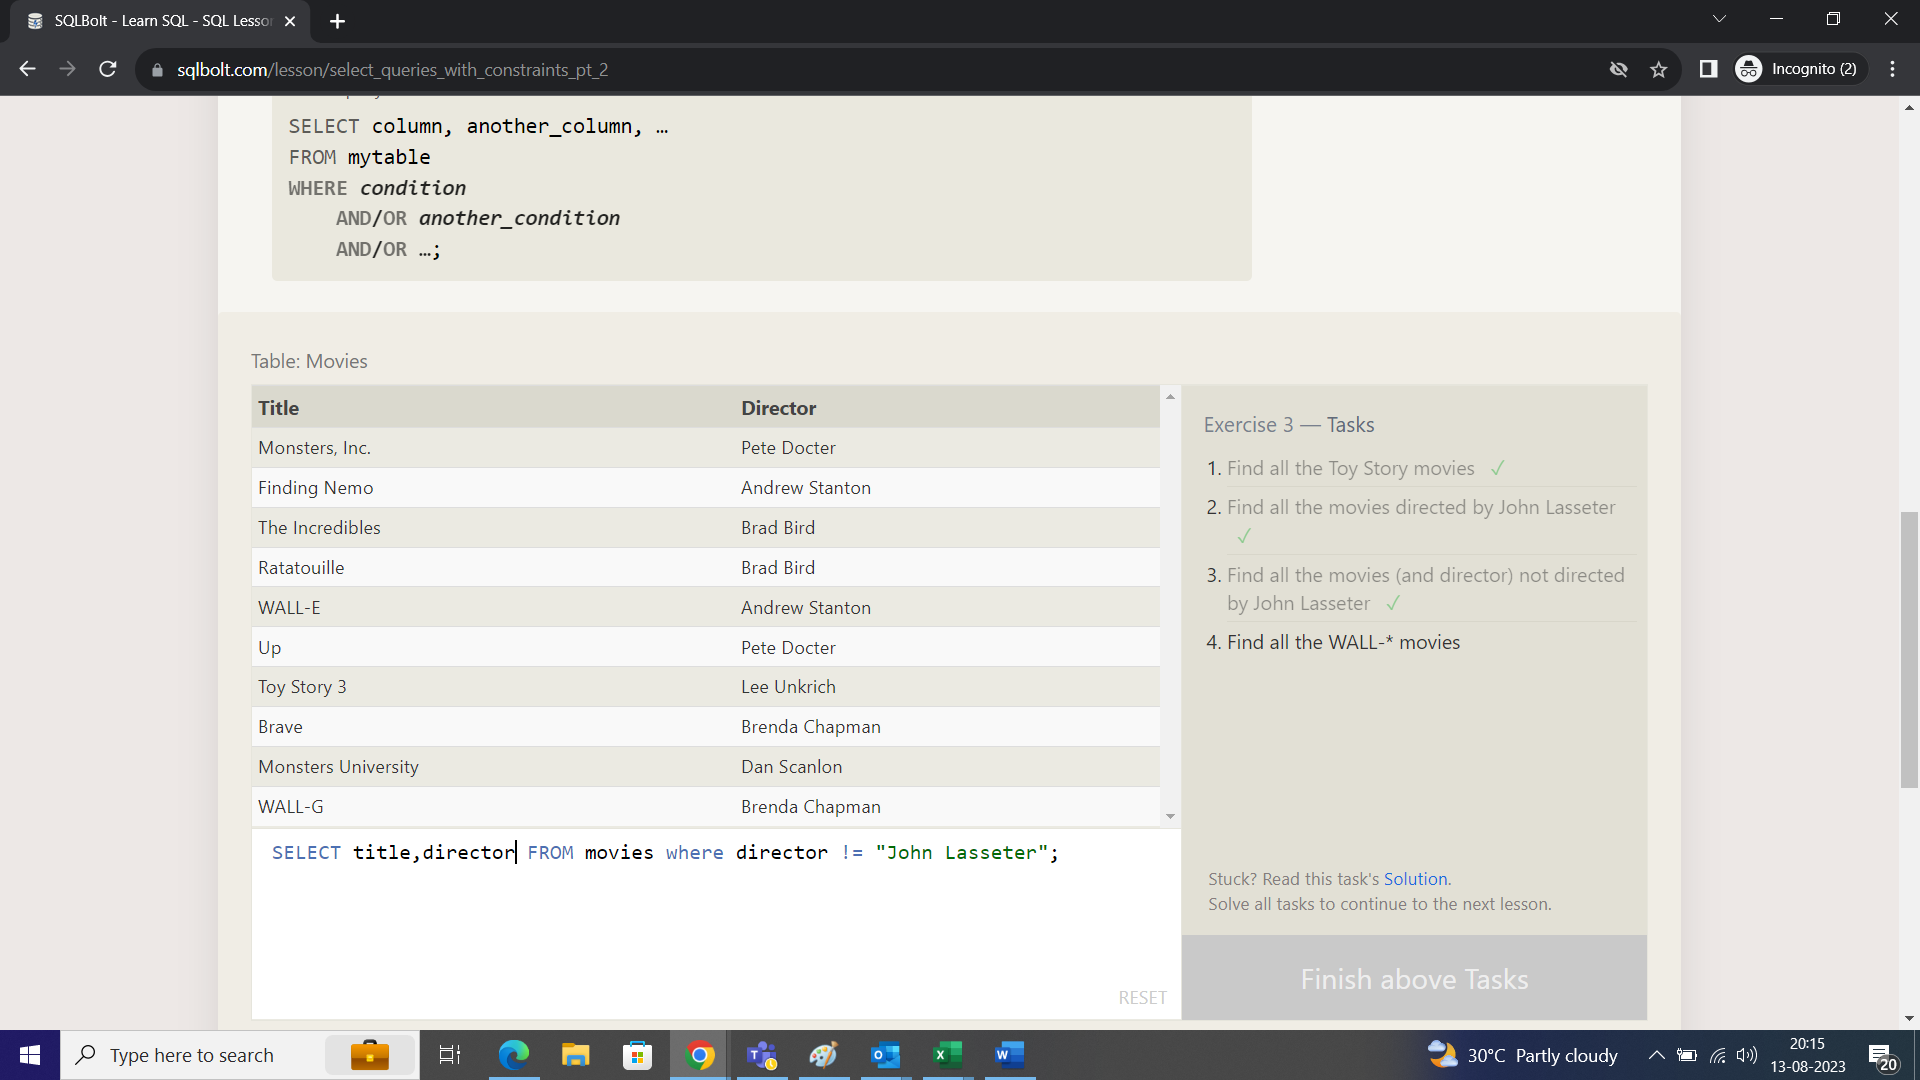 SQLBolt - Learn SQL - SQL Lesso
sqlbolt.com/lesson/select_queries_with_constraints_pt_2
Incognito (2)
SELECT column, another_column, …
FROM mytable
WHERE condition
AND/OR another_condition
AND/OR …;
Table: Movies
Title Director
Monsters, Inc. Pete Docter
Finding Nemo Andrew Stanton
The Incredibles Brad Bird
Ratatouille Brad Bird
WALL-E Andrew Stanton
Up Pete Docter
Toy Story 3 Lee Unkrich
Brave Brenda Chapman
Monsters University Dan Scanlon
WALL-G Brenda Chapman
SELECT title,director FROM movies where director != "John Lasseter";
RESET
Exercise 3 — Tasks
1. Find all the Toy Story movies ✓
2. Find all the movies directed by John Lasseter
✓
3. Find all the movies (and director) not directed
by John Lasseter ✓
4. Find all the WALL-* movies
Stuck? Read this task's Solution.
Solve all tasks to continue to the next lesson.
Finish above Tasks
Type here to search
30°C Partly cloudy
20:15
13-08-2023
20